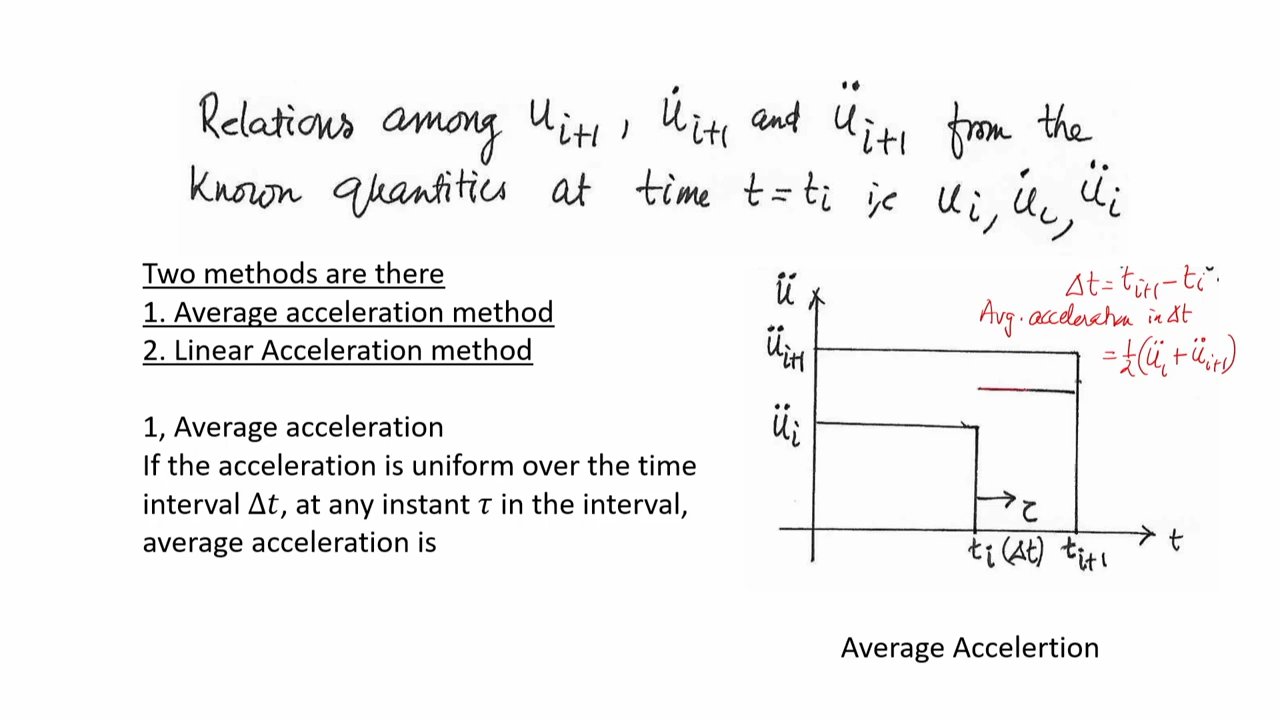 Relations among u_{i+1}, u̇_{i+1} and ü_{i+1} from the
Known quantities at time t = t_i i,e u_i, u̇_i, ü_i
Two methods are there
1. Average acceleration method
2. Linear Acceleration method
1, Average acceleration
If the acceleration is uniform over the time
interval Δt, at any instant τ in the interval,
average acceleration is
Δt = t_{i+1} - t_i
Avg. acceleration in Δt
= 1/2 (ü_i + ü_{i+1})
ü
ü_{i+1}
ü_i
τ
t_i (Δt) t_{i+1} t
Average Accelertion